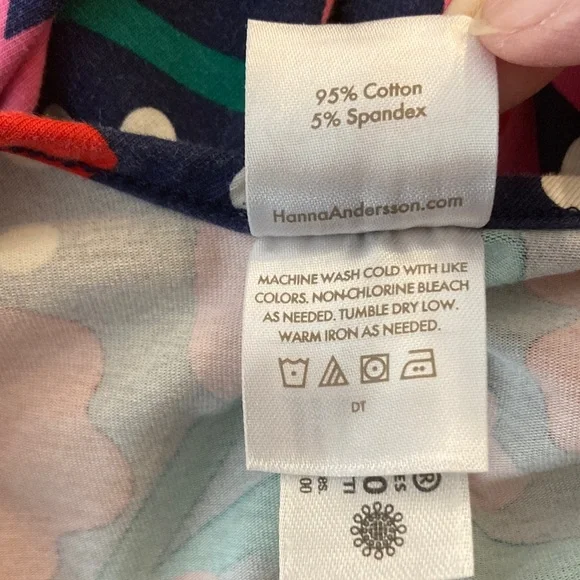 95% Cotton
5% Spandex
HannaAndersson.com
MACHINE WASH COLD WITH LIKE
COLORS. NON-CHLORINE BLEACH
AS NEEDED. TUMBLE DRY LOW.
WARM IRON AS NEEDED.
DT